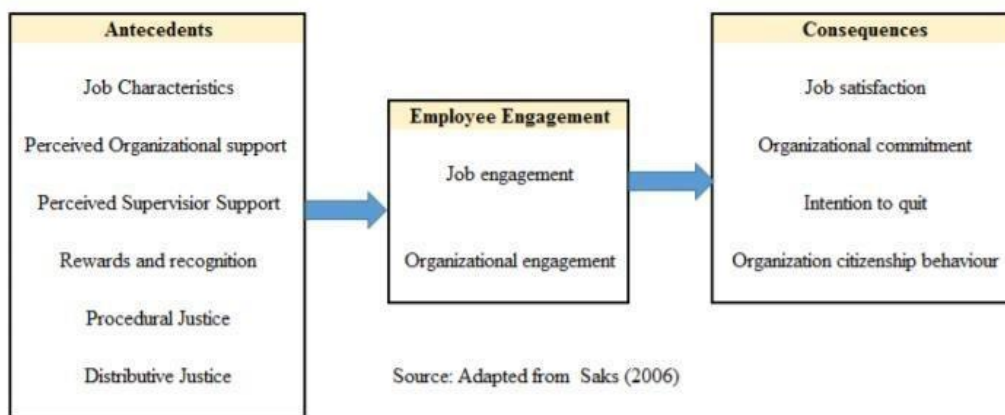 Antecedents
Job Characteristics
Perceived Organizational support
Perceived Supervisior Support
Rewards and recognition
Procedural Justice
Distributive Justice
Employee Engagement
Job engagement
Organizational engagement
Consequences
Job satisfaction
Organizational commitment
Intention to quit
Organization citizenship behaviour
Source: Adapted from Saks (2006)